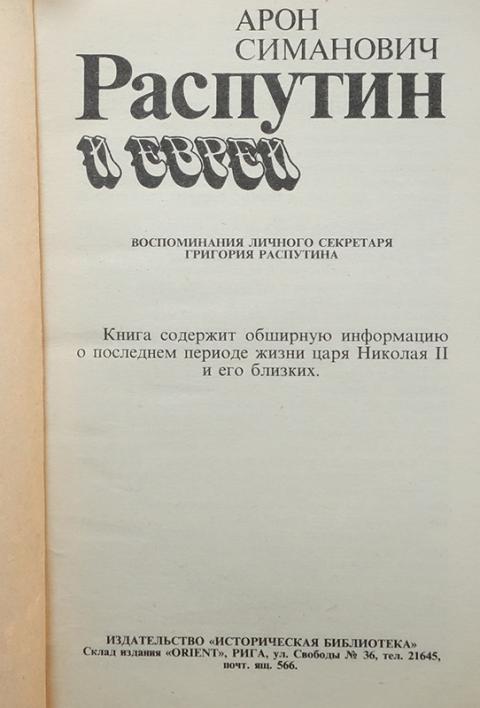 АРОН
СИМАНОВИЧ
Распутин
И ЕВРЕИ
ВОСПОМИНАНИЯ ЛИЧНОГО СЕКРЕТАРЯ
ГРИГОРИЯ РАСПУТИНА
Книга содержит обширную информацию
о последнем периоде жизни царя Николая II
и его близких.
ИЗДАТЕЛЬСТВО «ИСТОРИЧЕСКАЯ БИБЛИОТЕКА»
Склад издания «ORIENT», РИГА, ул. Свободы № 36, тел. 21645,
почт. ящ. 566.